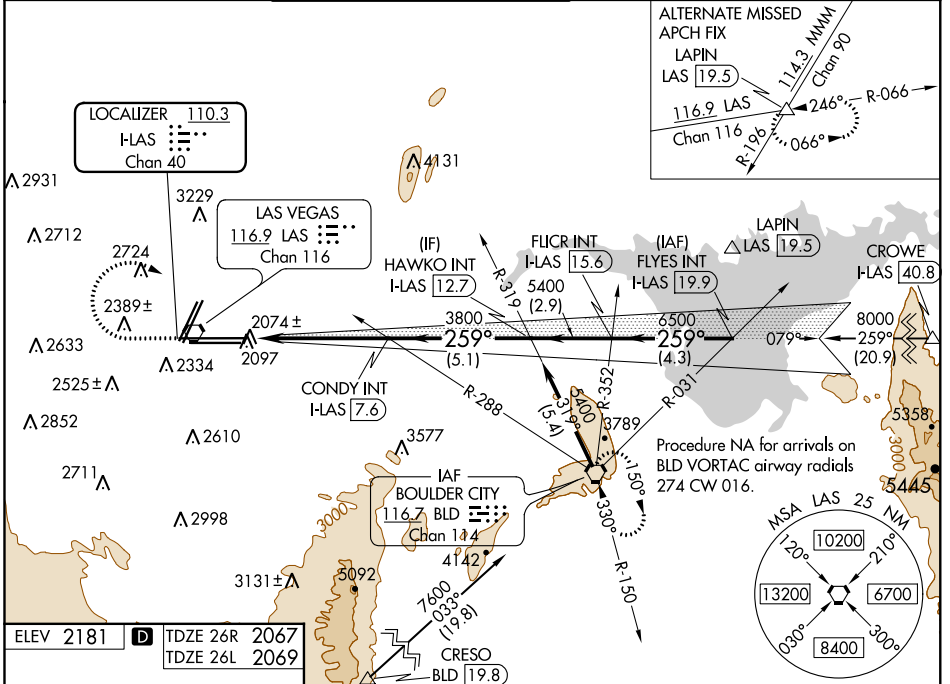 ALTERNATE MISSED
APCH FIX
LAPIN
LAS 19.5
114.3 MMM
Chan 90
116.9 LAS
Chan 116
246°
R-066
066°
R-196
LOCALIZER 110.3
I-LAS
Chan 40
4131
2931
3229
2712
LAS VEGAS
116.9 LAS
Chan 116
2724
2389±
(IF)
HAWKO INT
I-LAS 12.7
R-319
FLICR INT
I-LAS 15.6
5400
(2.9)
(IAF)
FLYES INT
I-LAS 19.9
LAPIN
LAS 19.5
CROWE
I-LAS 40.8
2074±
2097
3800
259°
(5.1)
6500
259°
(4.3)
079°
8000
259°
(20.9)
2633
2334
2525±
CONDY INT
I-LAS 7.6
R-288
319°
(5.4)
5400
R-352
R-031
3789
5358
3000
5445
2852
2610
3577
2711
2998
Procedure NA for arrivals on
BLD VORTAC airway radials
274 CW 016.
IAF
BOULDER CITY
116.7 BLD
Chan 114
150°
330°
R-150
3000
4142
3131±
5092
7600
033°
(19.8)
CRESO
BLD 19.8
MSA LAS 25 NM
120°
10200
210°
13200
6700
030°
8400
300°
ELEV 2181
D
TDZE 26R 2067
TDZE 26L 2069